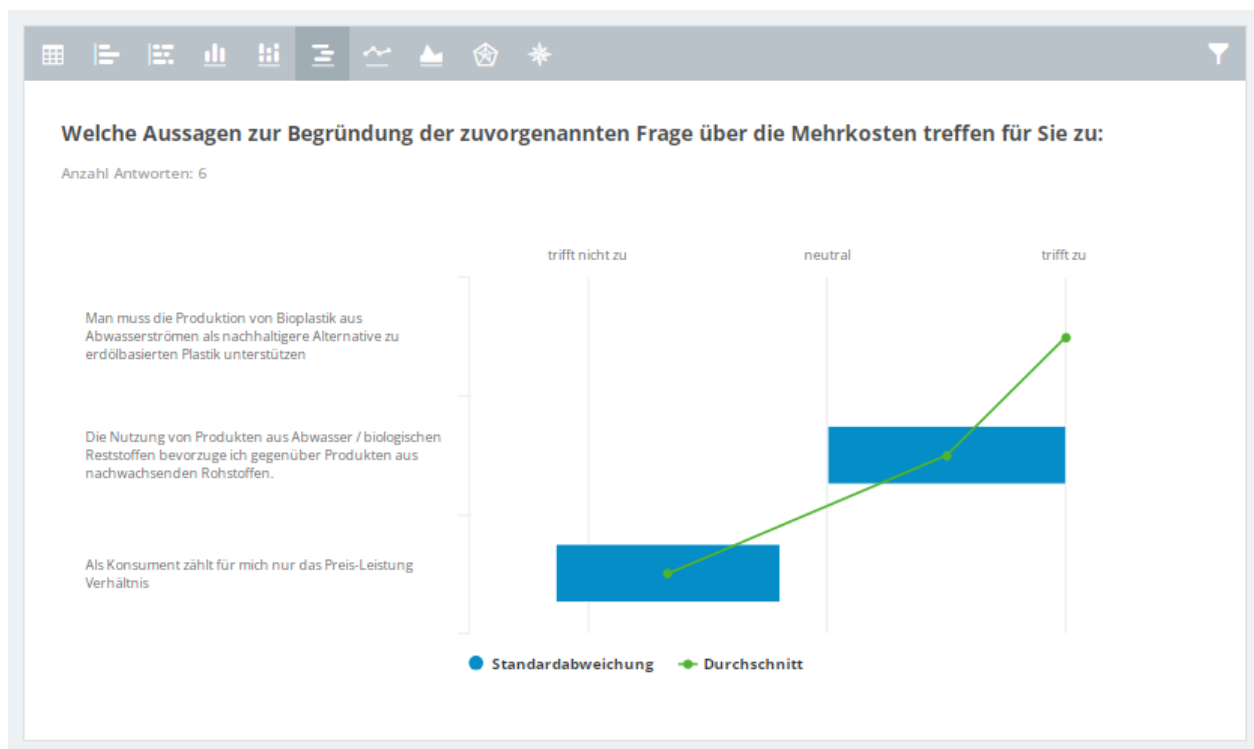 Welche Aussagen zur Begründung der zuvorgenannten Frage über die Mehrkosten treffen für Sie zu:
Anzahl Antworten: 6
trifft nicht zu
neutral
trifft zu
Man muss die Produktion von Bioplastik aus
Abwasserströmen als nachhaltigere Alternative zu
erdölbasierten Plastik unterstützen
Die Nutzung von Produkten aus Abwasser / biologischen
Reststoffen bevorzuge ich gegenüber Produkten aus
nachwachsenden Rohstoffen.
Als Konsument zählt für mich nur das Preis-Leistung
Verhältnis
Standardabweichung
Durchschnitt